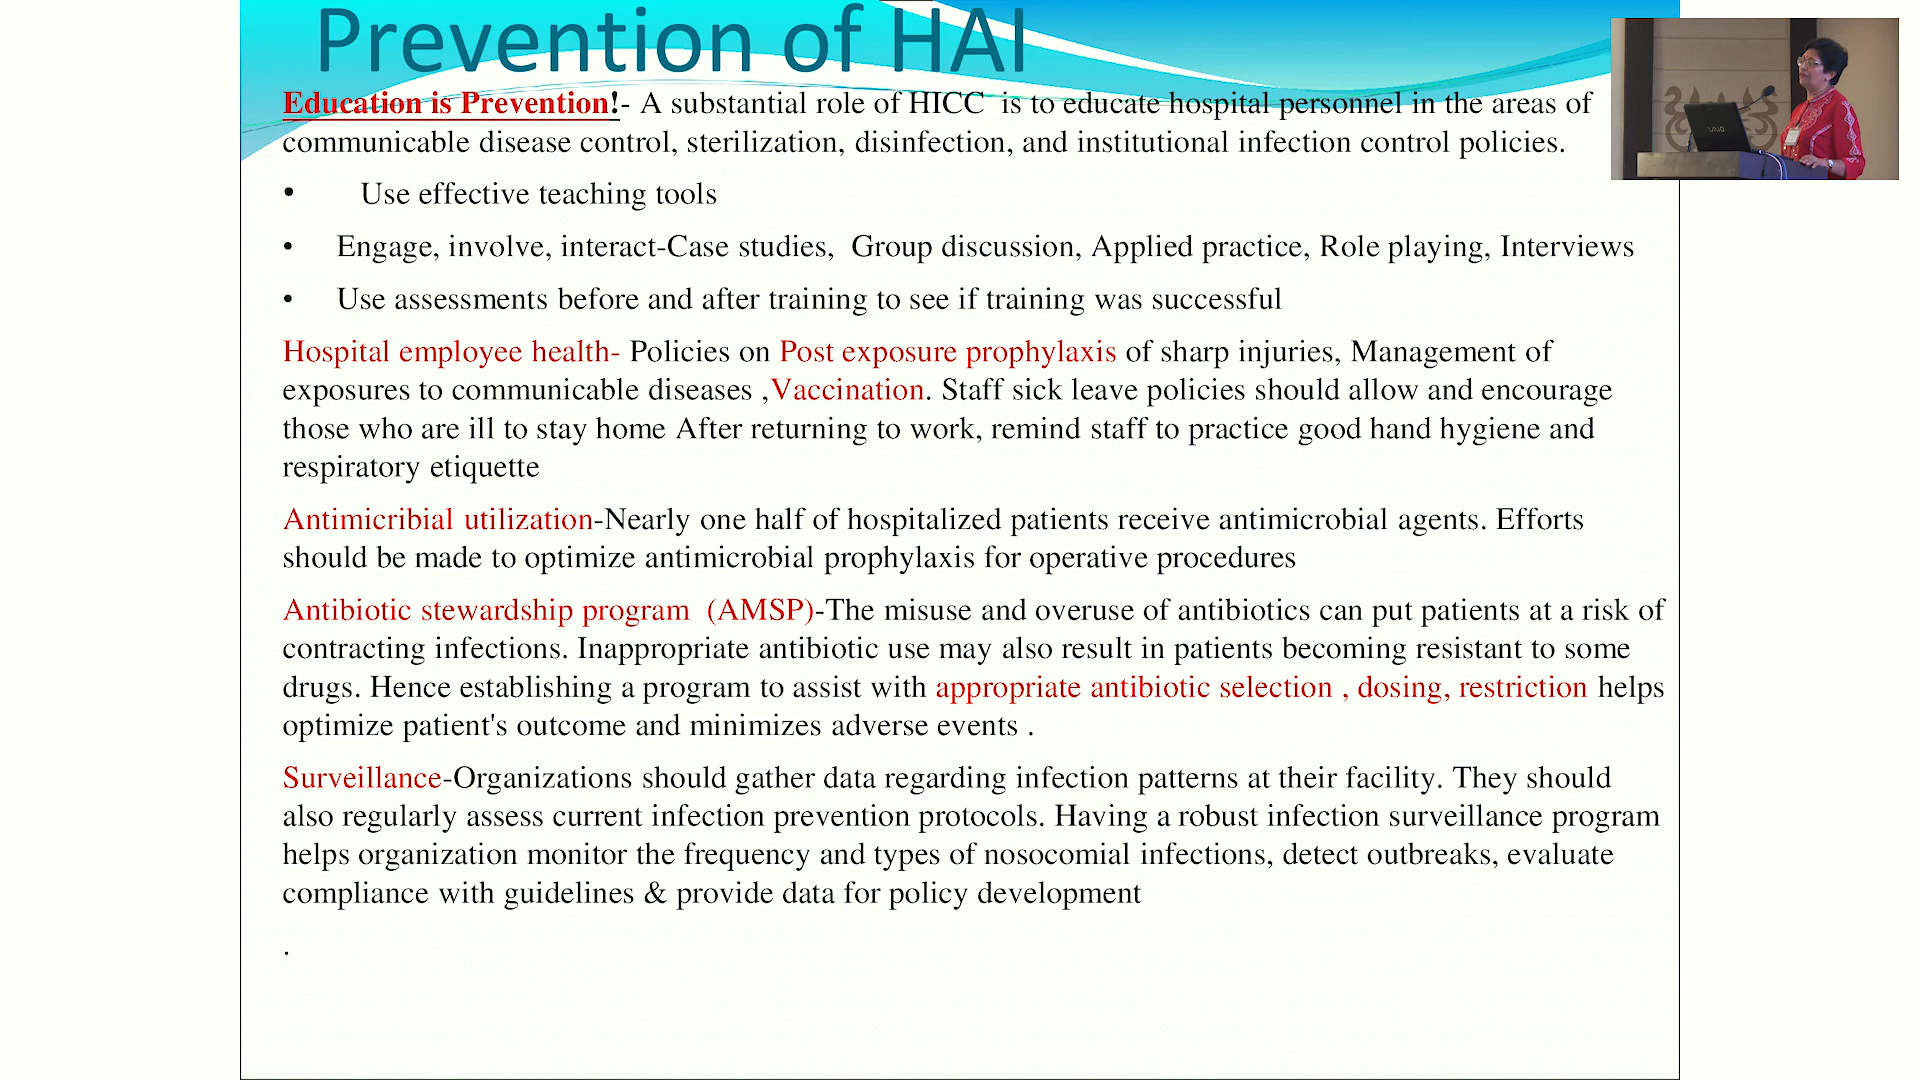 Prevention of HAI
Education is Prevention!- A substantial role of HICC is to educate hospital personnel in the areas of
communicable disease control, sterilization, disinfection, and institutional infection control policies.
• Use effective teaching tools
• Engage, involve, interact-Case studies, Group discussion, Applied practice, Role playing, Interviews
• Use assessments before and after training to see if training was successful
Hospital employee health- Policies on Post exposure prophylaxis of sharp injuries, Management of
exposures to communicable diseases ,Vaccination. Staff sick leave policies should allow and encourage
those who are ill to stay home After returning to work, remind staff to practice good hand hygiene and
respiratory etiquette
Antimicribial utilization-Nearly one half of hospitalized patients receive antimicrobial agents. Efforts
should be made to optimize antimicrobial prophylaxis for operative procedures
Antibiotic stewardship program (AMSP)-The misuse and overuse of antibiotics can put patients at a risk of
contracting infections. Inappropriate antibiotic use may also result in patients becoming resistant to some
drugs. Hence establishing a program to assist with appropriate antibiotic selection , dosing, restriction helps
optimize patient's outcome and minimizes adverse events .
Surveillance-Organizations should gather data regarding infection patterns at their facility. They should
also regularly assess current infection prevention protocols. Having a robust infection surveillance program
helps organization monitor the frequency and types of nosocomial infections, detect outbreaks, evaluate
compliance with guidelines & provide data for policy development
.
VAIO